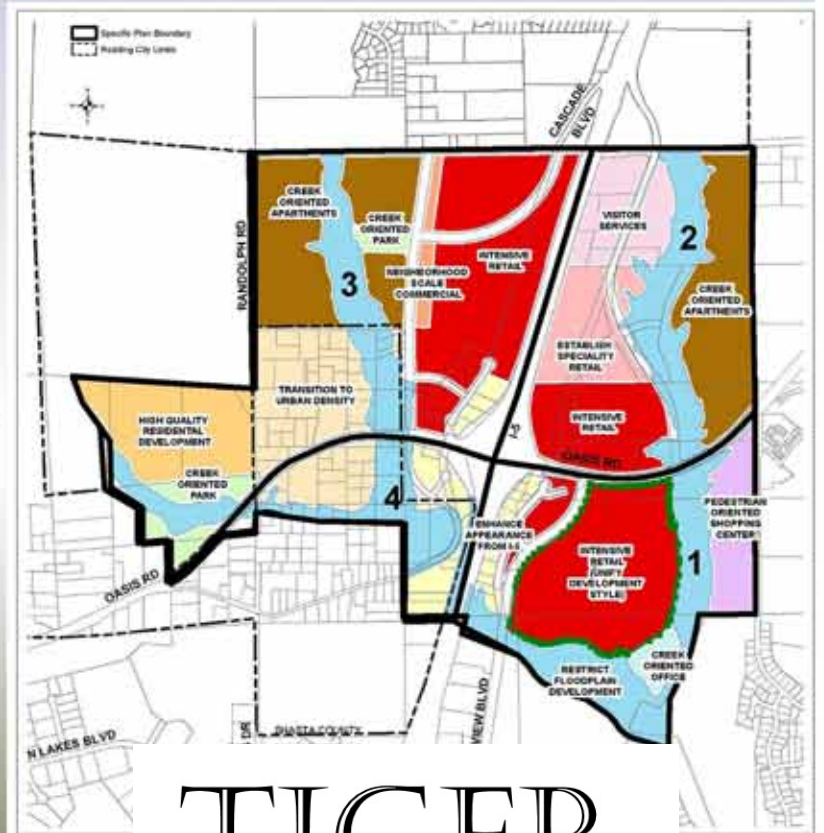 Specific Plan Boundary
Redding City Limits
CASCADE
BLVD
RANDOLPH RD
CREEK
ORIENTED
APARTMENTS
CREEK
ORIENTED
PARK
NEIGHBORHOOD
SCALE
COMMERCIAL
INTENSIVE
RETAIL
VISITOR
SERVICES
2
3
CREEK
ORIENTED
APARTMENTS
ESTABLISH
SPECIALITY
RETAIL
TRANSITION TO
URBAN DENSITY
HIGH QUALITY
RESIDENTAL
DEVELOPMENT
INTENSIVE
RETAIL
I-5
OASIS RD
CREEK
ORIENTED
PARK
4
ENHANCE
APPEARANCE
FROM I-5
PEDESTRIAN
ORIENTED
SHOPPING
CENTER
INTENSIVE
RETAIL
(UNIFY
DEVELOPMENT
STYLE)
1
OASIS RD
CREEK
ORIENTED
OFFICE
RESTRICT
FLOODPLAIN
DEVELOPMENT
VIEW BLVD
DR
SHASTA COUNTY
N LAKES BLVD
TIGER